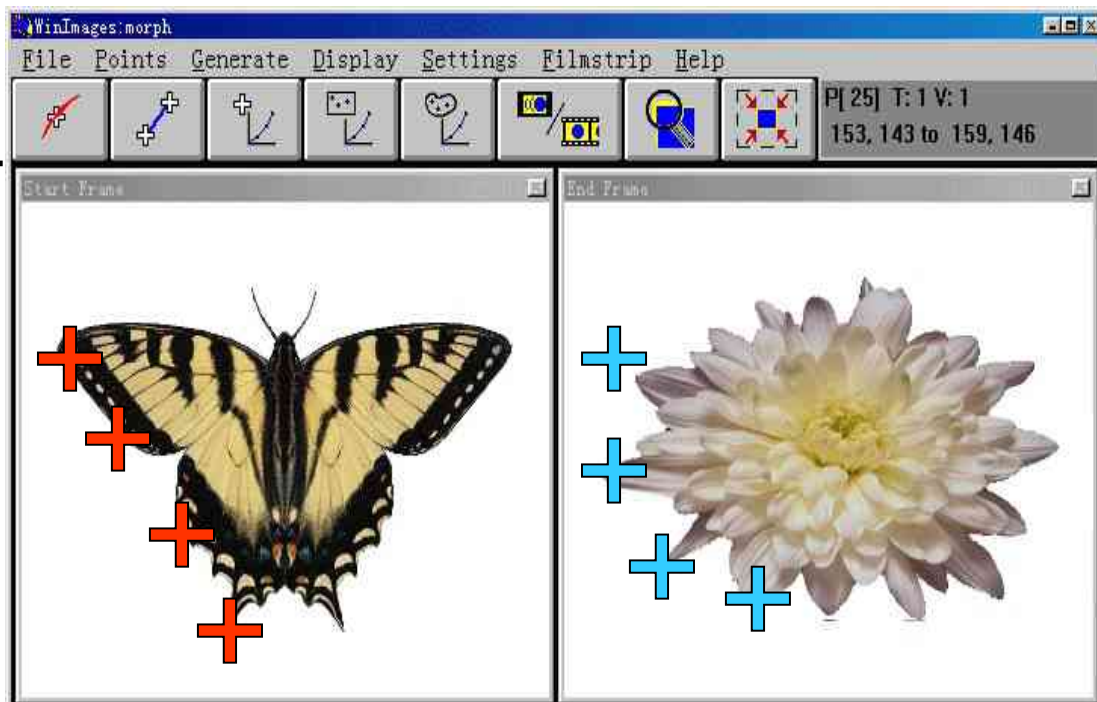 WinImages:morph
File Points Generate Display Settings Filmstrip Help
P[ 25] T: 1 V: 1
153, 143 to 159, 146
Start Frame
End Frame